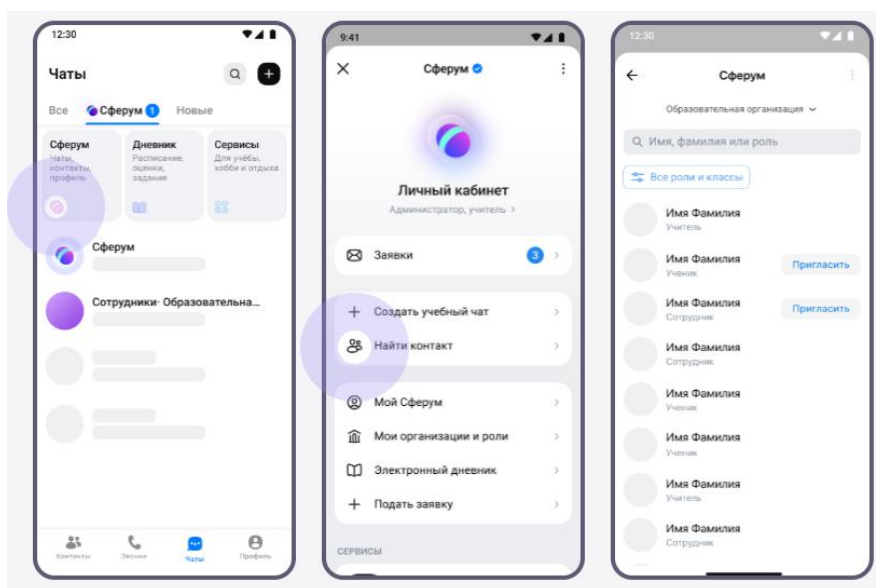 12:30
Чаты
Все Сферум 1 Новые
Сферум
Чаты,
контакты,
профиль
Дневник
Расписание,
оценки,
задания
Сервисы
Для учёбы,
хобби и отдыха
Сферум
Сотрудники· Образовательна...
Контакты Звонки Чаты Профиль
9:41
Сферум
Личный кабинет
Администратор, учитель >
Заявки 3
Создать учебный чат
Найти контакт
Мой Сферум
Мои организации и роли
Электронный дневник
Подать заявку
СЕРВИСЫ
12:30
Сферум
Образовательная организация
Имя, фамилия или роль
Все роли и классы
Имя Фамилия
Учитель
Имя Фамилия
Ученик
Пригласить
Имя Фамилия
Сотрудник
Пригласить
Имя Фамилия
Сотрудник
Имя Фамилия
Ученик
Имя Фамилия
Ученик
Имя Фамилия
Учитель
Имя Фамилия
Сотрудник